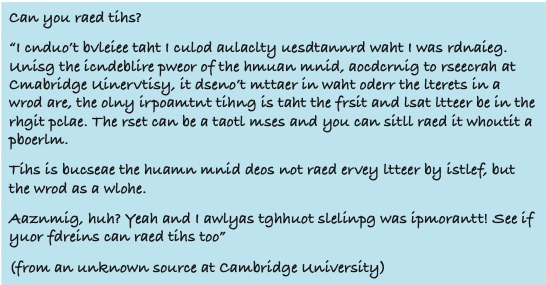 Can you raed tihs?
“I cnduo’t bvleiee taht I culod aulaclty uesdtannrd waht I was rdnaieg.
Unisg the icndeblire pweor of the hmuan mnid, aocdcrnig to rseecrah at
Cmabridge Uinervtisy, it dseno’t mttaer in waht oderr the lterets in a
wrod are, the olny irpoamtnt tihng is taht the frsit and lsat ltteer be in the
rhgit pclae. The rset can be a taotl mses and you can sitll raed it whoutit a
pboerlm.
Tihs is bucseae the huamn mnid deos not raed ervey ltteer by istlef, but
the wrod as a wlohe.
Aaznmig, huh? Yeah and I awlyas tghhuot slelinpg was ipmorantt! See if
yuor fdreins can raed tihs too”
(from an unknown source at Cambridge University)